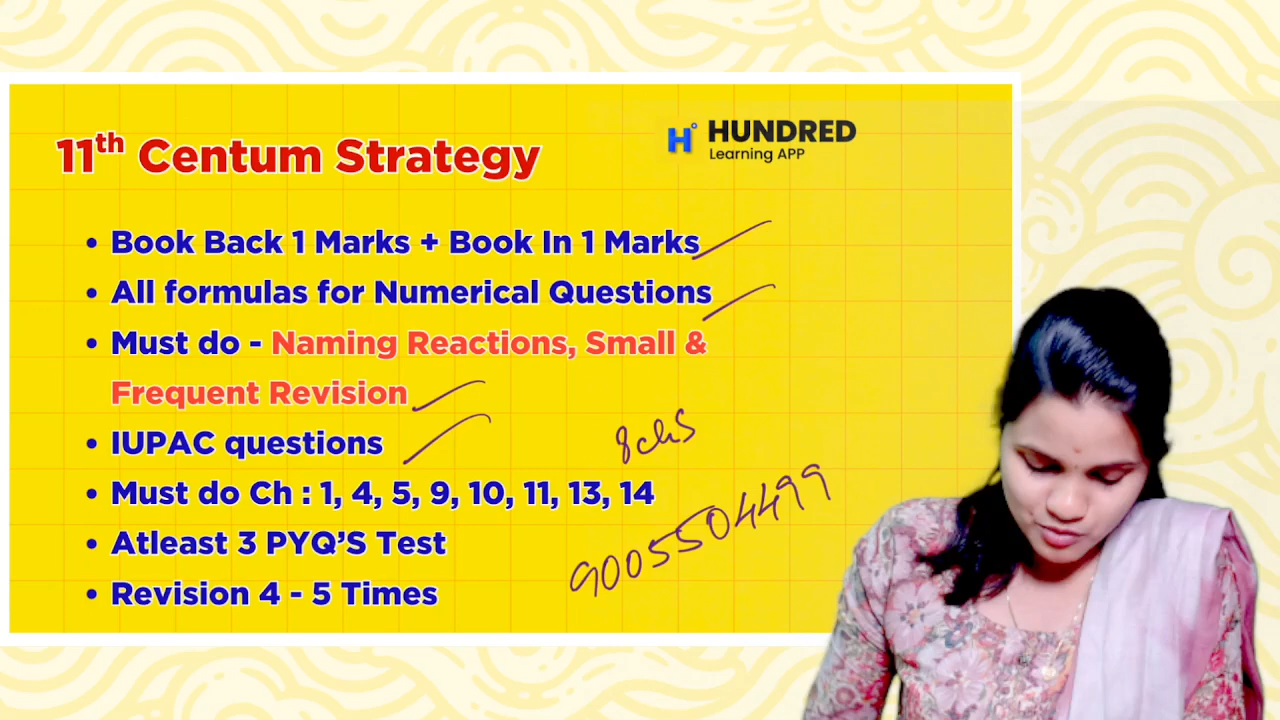 11th Centum Strategy
HUNDRED
Learning APP
• Book Back 1 Marks + Book In 1 Marks
• All formulas for Numerical Questions
• Must do - Naming Reactions, Small &
Frequent Revision
• IUPAC questions
8 chs
• Must do Ch : 1, 4, 5, 9, 10, 11, 13, 14
9005504499
• Atleast 3 PYQ’S Test
• Revision 4 - 5 Times